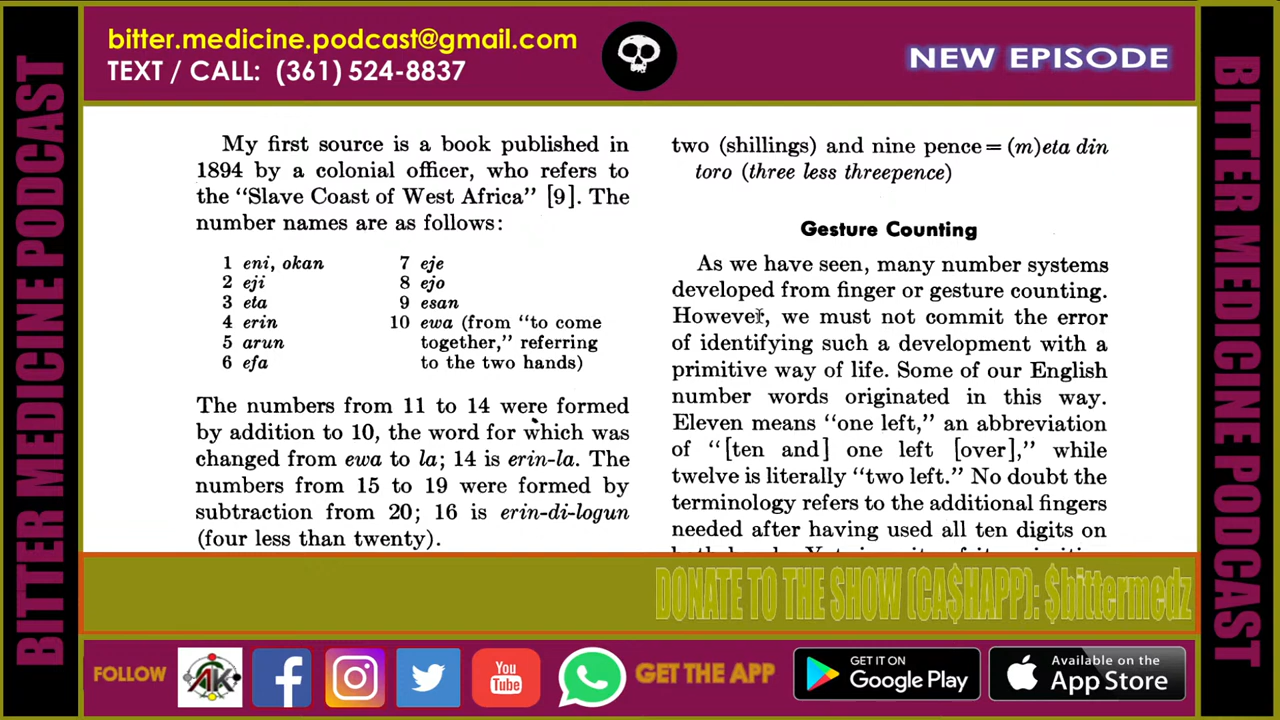 bitter.medicine.podcast@gmail.com
TEXT / CALL: (361) 524-8837
NEW EPISODE
BITTER MEDICINE PODCAST
My first source is a book published in
1894 by a colonial officer, who refers to
the “Slave Coast of West Africa” [9]. The
number names are as follows:
1 eni, okan
2 eji
3 eta
4 erin
5 arun
6 efa
7 eje
8 ejo
9 esan
10 ewa (from “to come
together,” referring
to the two hands)
The numbers from 11 to 14 were formed
by addition to 10, the word for which was
changed from ewa to la; 14 is erin-la. The
numbers from 15 to 19 were formed by
subtraction from 20; 16 is erin-di-logun
(four less than twenty).
two (shillings) and nine pence = (m)eta din
toro (three less threepence)
Gesture Counting
As we have seen, many number systems
developed from finger or gesture counting.
However, we must not commit the error
of identifying such a development with a
primitive way of life. Some of our English
number words originated in this way.
Eleven means “one left,” an abbreviation
of “[ten and] one left [over],” while
twelve is literally “two left.” No doubt the
terminology refers to the additional fingers
needed after having used all ten digits on
BITTER MEDICINE PODCAST
DONATE TO THE SHOW (CA$HAPP): $bittermedz
FOLLOW
ATK
You
Tube
GET THE APP
GET IT ON
Google Play
Available on the
App Store